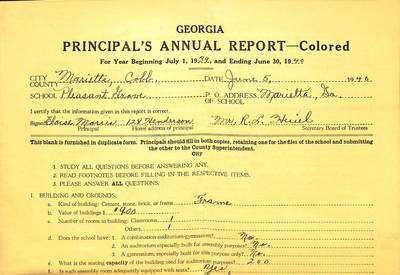 GEORGIA
PRINCIPAL'S ANNUAL REPORT—Colored
For Year Beginning July 1, 1939, and Ending June 30, 1940
CITY COUNTY Marietta, Cobb. DATE June 5, 1940.
SCHOOL Pleasant Grove P. O. ADDRESS OF SCHOOL Marietta, Ga.
I certify that the information given in this report is correct.
Signed Eloise Morris 124 Henderson Mr. R. L.
Principal Home address of principal Secretary Board of Trustees
This blank is furnished in duplicate form. Principals should fill in both copies, retaining one for the files of the school and submitting
the other to the County Superintendent.
City
1. STUDY ALL QUESTIONS BEFORE ANSWERING ANY.
2. READ FOOTNOTES BEFORE FILLING IN THE RESPECTIVE ITEMS.
3. PLEASE ANSWER ALL QUESTIONS.
I. BUILDING AND GROUNDS:
a. Kind of building: Cement, stone, brick, or frame Frame
b. Value of buildings $ 900
c. Number of rooms in building: Classroom 1
Others 1
d. Does the school have: 1. A combination auditorium-gymnasium? No.
2. An auditorium especially built for assembly purposes? No.
3. A gymnasium, especially built for this purpose only? No.
e. What is the seating capacity of the building used for auditorium purposes? 200
f. Is such assembly room adequately equipped with seats? Yes